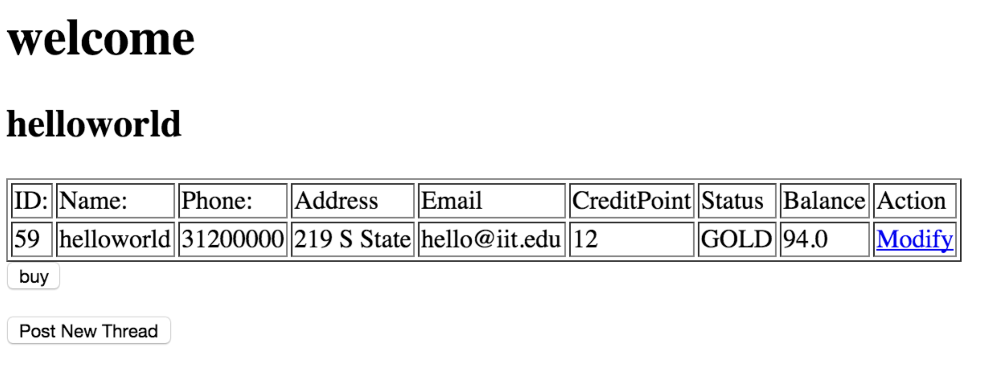 welcome
helloworld
ID: Name: Phone: Address Email CreditPoint Status Balance Action
59 helloworld 31200000 219 S State hello@iit.edu 12 GOLD 94.0 Modify
buy
Post New Thread